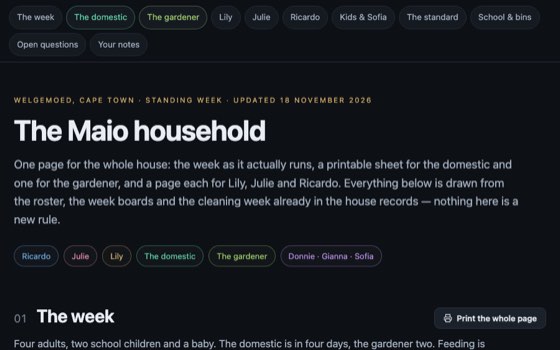 The week
The domestic
The gardener
Lily
Julie
Ricardo
Kids & Sofia
The standard
School & bins
Open questions
Your notes
WELGEMOED, CAPE TOWN · STANDING WEEK · UPDATED 18 NOVEMBER 2026
The Maio household
One page for the whole house: the week as it actually runs, a printable sheet for the domestic and
one for the gardener, and a page each for Lily, Julie and Ricardo. Everything below is drawn from
the roster, the week boards and the cleaning week already in the house records — nothing here is a
new rule.
Ricardo
Julie
Lily
The domestic
The gardener
Donnie · Gianna · Sofia
01 The week
Print the whole page
Four adults, two school children and a baby. The domestic is in four days, the gardener two. Feeding is